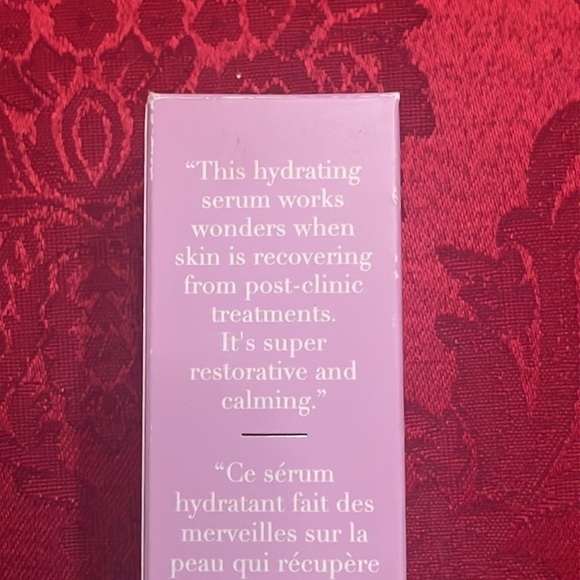 “This hydrating
serum works
wonders when
skin is recovering
from post-clinic
treatments.
It's super
restorative and
calming.”
“Ce sérum
hydratant fait des
merveilles sur la
peau qui récupère